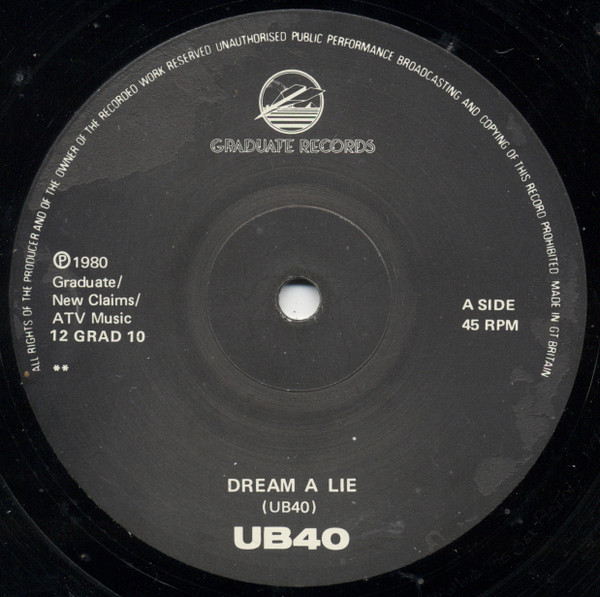 ALL RIGHTS OF THE PRODUCER AND OF THE OWNER OF THE RECORDED WORK RESERVED UNAUTHORISED PUBLIC PERFORMANCE BROADCASTING AND COPYING OF THIS RECORD PROHIBITED MADE IN GT BRITAIN
GRADUATE RECORDS
℗1980
Graduate/
New Claims/
ATV Music
12 GRAD 10
**
A SIDE
45 RPM
DREAM A LIE
(UB40)
UB40